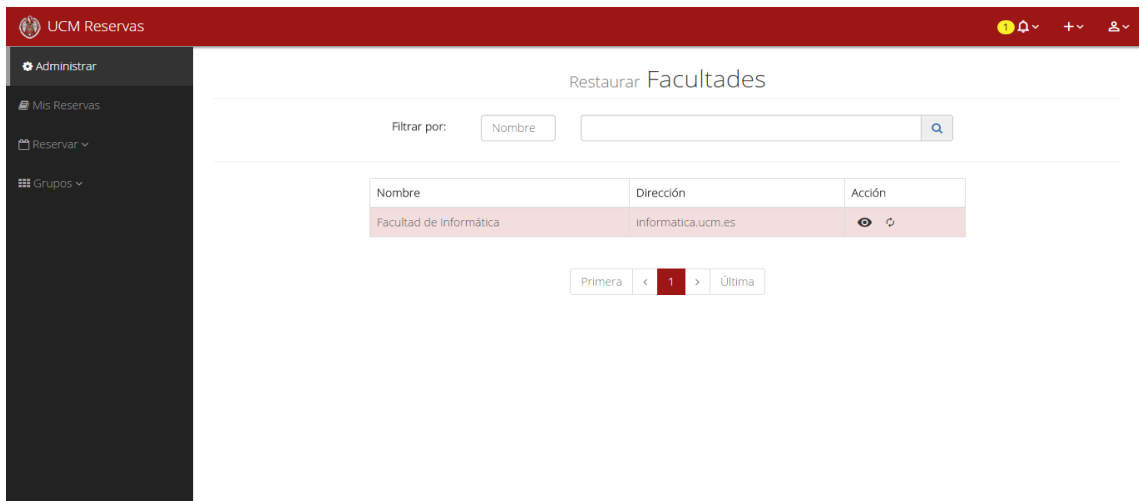 UCM Reservas
1
Administrar
Mis Reservas
Reservar
Grupos
Restaurar Facultades
Filtrar por: Nombre
Nombre Dirección Acción
Facultad de Informática informatica.ucm.es
Primera < 1 > Última